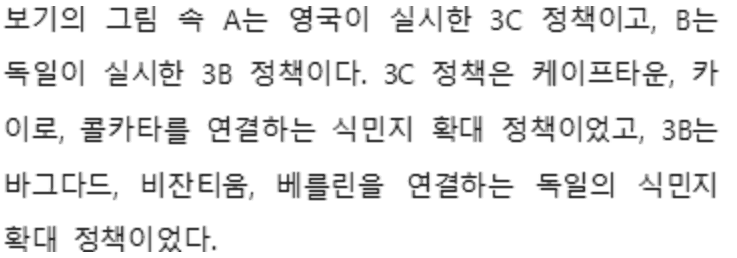 보기의 그림 속 A는 영국이 실시한 3C 정책이고, B는
독일이 실시한 3B 정책이다. 3C 정책은 케이프타운, 카
이로, 콜카타를 연결하는 식민지 확대 정책이었고, 3B는
바그다드, 비잔티움, 베를린을 연결하는 독일의 식민지
확대 정책이었다.